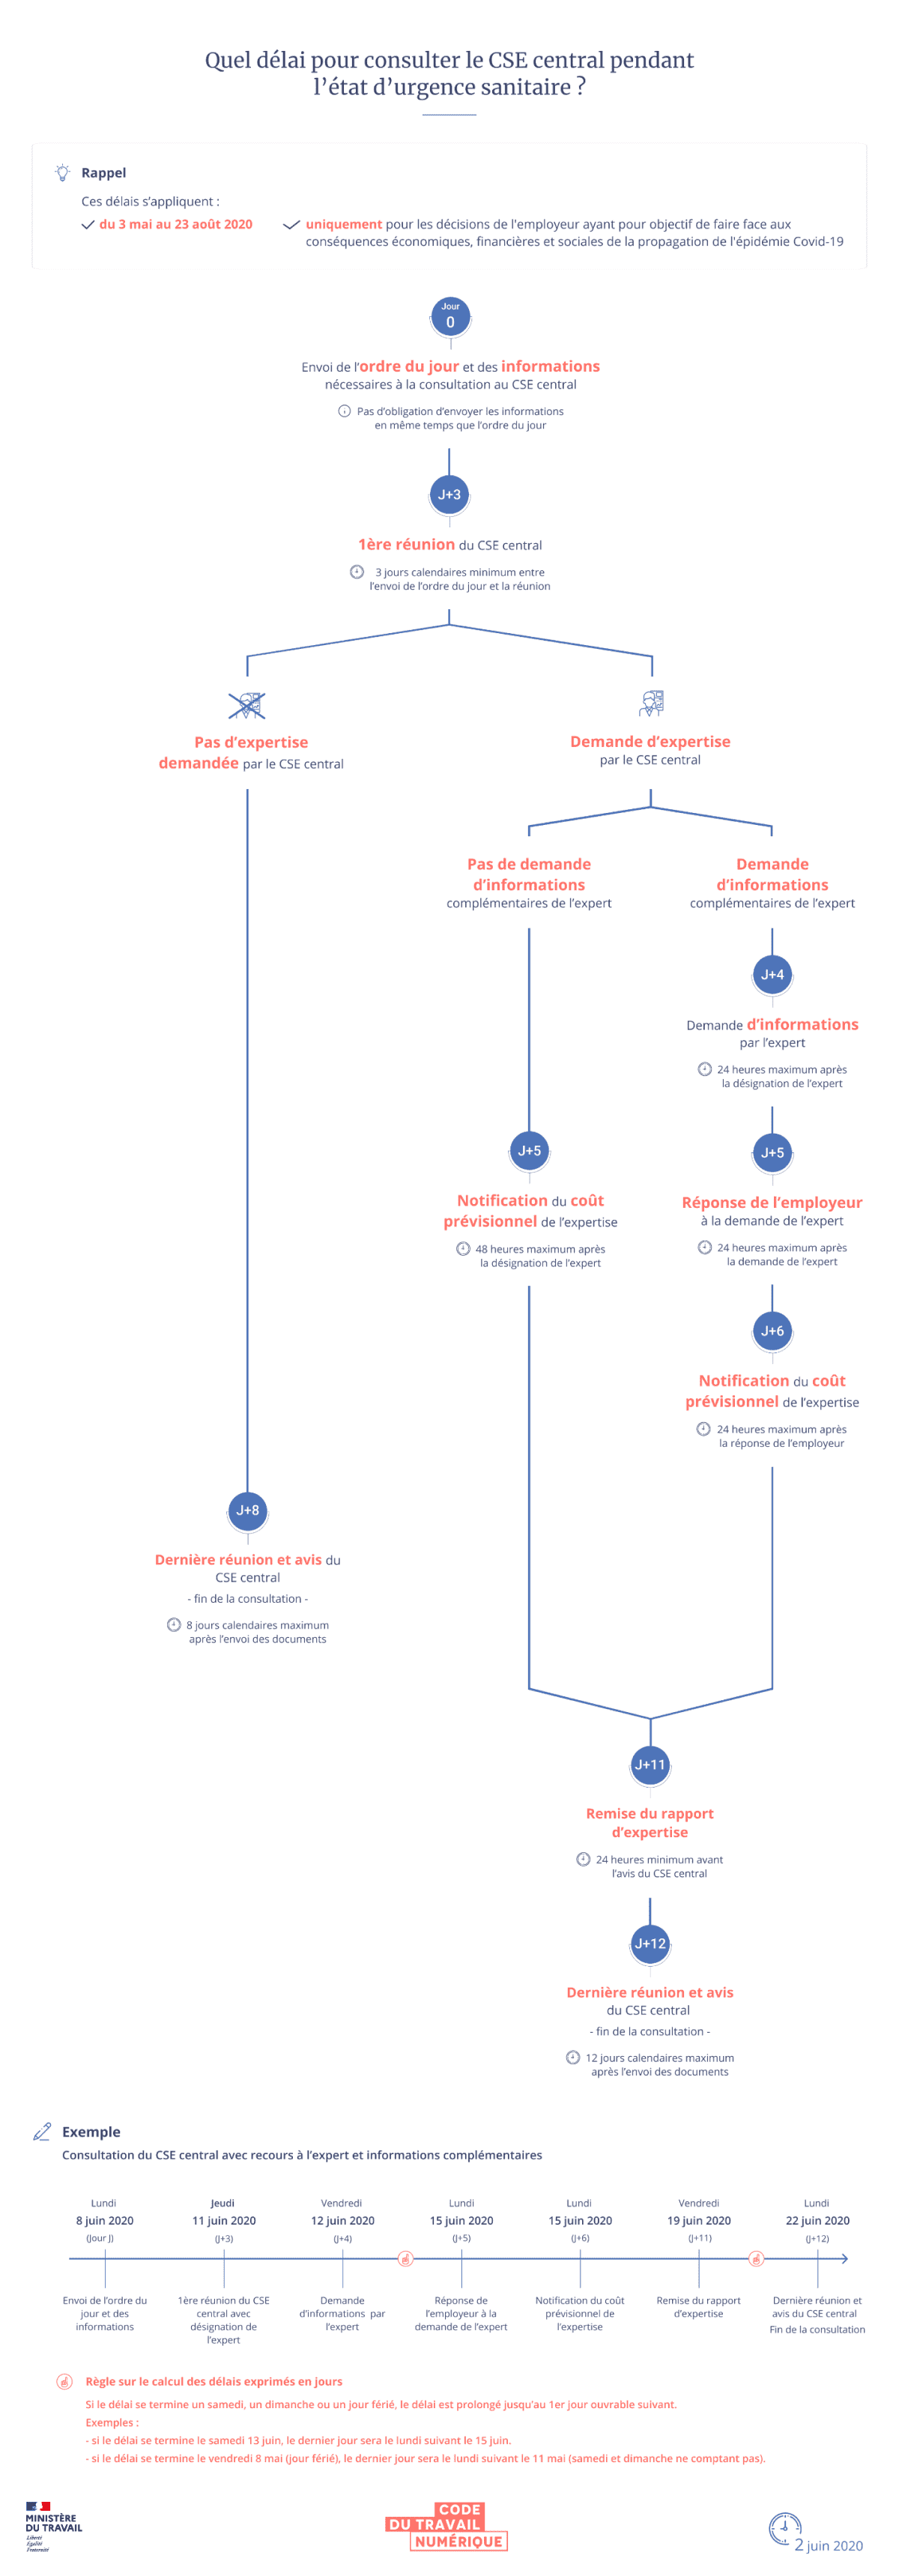 Quel délai pour consulter le CSE central pendant
l’état d’urgence sanitaire ?
Rappel
Ces délais s’appliquent :
du 3 mai au 23 août 2020
uniquement pour les décisions de l'employeur ayant pour objectif de faire face aux
conséquences économiques, financières et sociales de la propagation de l'épidémie Covid-19
Jour
0
Envoi de l’ordre du jour et des informations
nécessaires à la consultation au CSE central
Pas d’obligation d’envoyer les informations
en même temps que l’ordre du jour
J+3
1ère réunion du CSE central
3 jours calendaires minimum entre
l’envoi de l’ordre du jour et la réunion
Pas d’expertise
demandée par le CSE central
Demande d’expertise
par le CSE central
Pas de demande
d’informations
complémentaires de l’expert
Demande
d’informations
complémentaires de l’expert
J+4
Demande d’informations
par l’expert
24 heures maximum après
la désignation de l’expert
J+5
Notification du coût
prévisionnel de l’expertise
48 heures maximum après
la désignation de l’expert
J+5
Réponse de l’employeur
à la demande de l’expert
24 heures maximum après
la demande de l’expert
J+6
Notification du coût
prévisionnel de l’expertise
24 heures maximum après
la réponse de l’employeur
J+8
Dernière réunion et avis du
CSE central
- fin de la consultation -
8 jours calendaires maximum
après l’envoi des documents
J+11
Remise du rapport
d’expertise
24 heures minimum avant
l’avis du CSE central
J+12
Dernière réunion et avis
du CSE central
- fin de la consultation -
12 jours calendaires maximum
après l’envoi des documents
Exemple
Consultation du CSE central avec recours à l’expert et informations complémentaires
Lundi
8 juin 2020
(Jour J)
Envoi de l’ordre du
jour et des
informations
Jeudi
11 juin 2020
(J+3)
1ère réunion du CSE
central avec
désignation de
l’expert
Vendredi
12 juin 2020
(J+4)
Demande
d’informations par
l’expert
Lundi
15 juin 2020
(J+5)
Réponse de
l’employeur à la
demande de l’expert
Lundi
15 juin 2020
(J+6)
Notification du coût
prévisionnel de
l’expertise
Vendredi
19 juin 2020
(J+11)
Remise du rapport
d’expertise
Lundi
22 juin 2020
(J+12)
Dernière réunion et
avis du CSE central
Fin de la consultation
Règle sur le calcul des délais exprimés en jours
Si le délai se termine un samedi, un dimanche ou un jour férié, le délai est prolongé jusqu’au 1er jour ouvrable suivant.
Exemples :
- si le délai se termine le samedi 13 juin, le dernier jour sera le lundi suivant le 15 juin.
- si le délai se termine le vendredi 8 mai (jour férié), le dernier jour sera le lundi suivant le 11 mai (samedi et dimanche ne comptant pas).
MINISTÈRE
DU TRAVAIL
Liberté
Égalité
Fraternité
CODE
DU TRAVAIL
NUMÉRIQUE
2 juin 2020